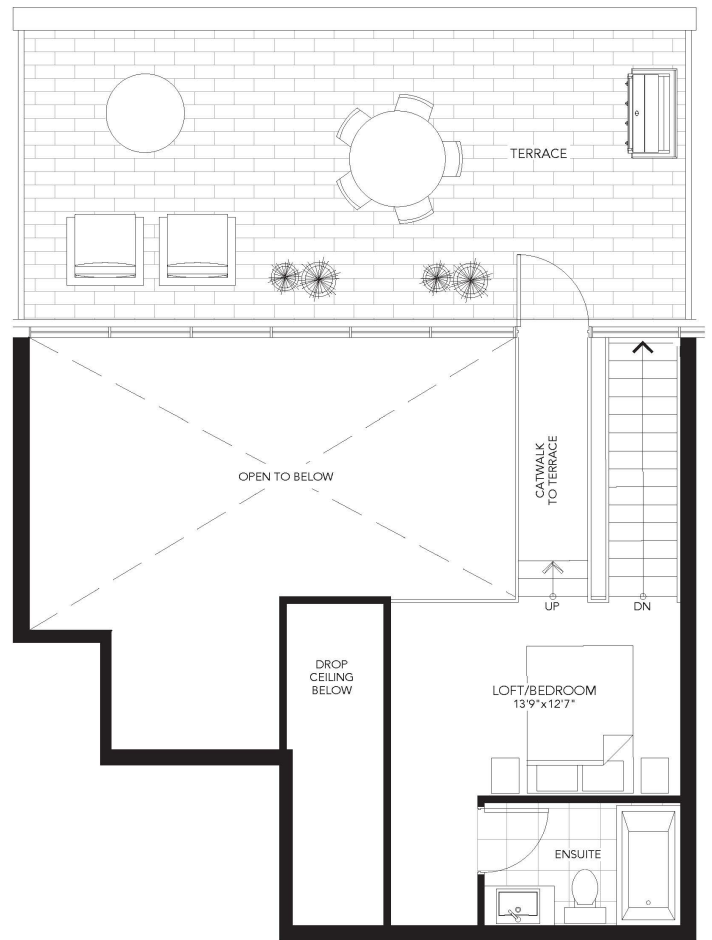 TERRACE
OPEN TO BELOW
CATWALK
TO TERRACE
UP
DN
DROP
CEILING
BELOW
LOFT/BEDROOM
13'9"x12'7"
ENSUITE